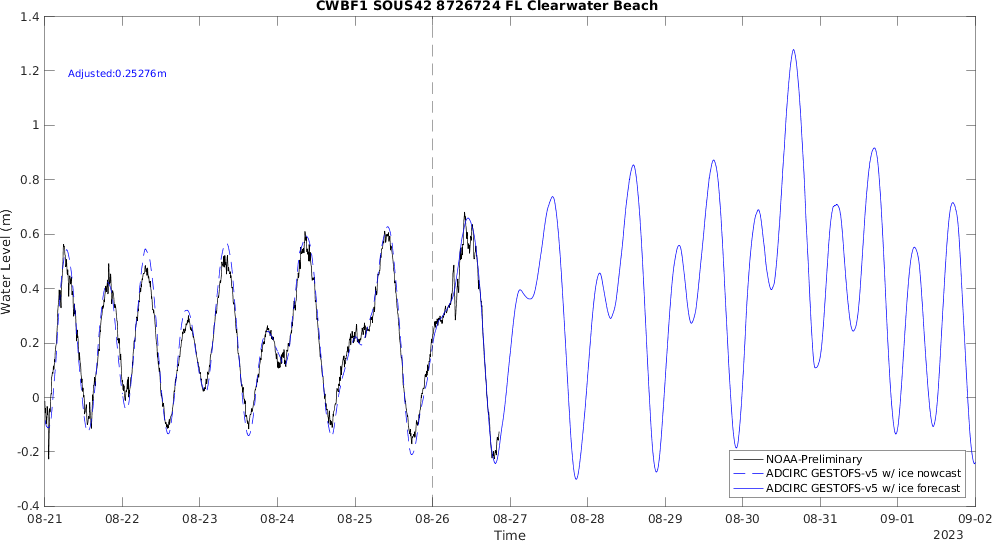 CWBF1 SOUS42 8726724 FL Clearwater Beach
1.4
1.2
1
0.8
0.6
0.4
0.2
0
-0.2
-0.4
Water Level (m)
Adjusted:0.25276m
NOAA-Preliminary
ADCIRC GESTOFS-v5 w/ ice nowcast
ADCIRC GESTOFS-v5 w/ ice forecast
08-21 08-22 08-23 08-24 08-25 08-26 08-27 08-28 08-29 08-30 08-31 09-01 09-02
Time
2023